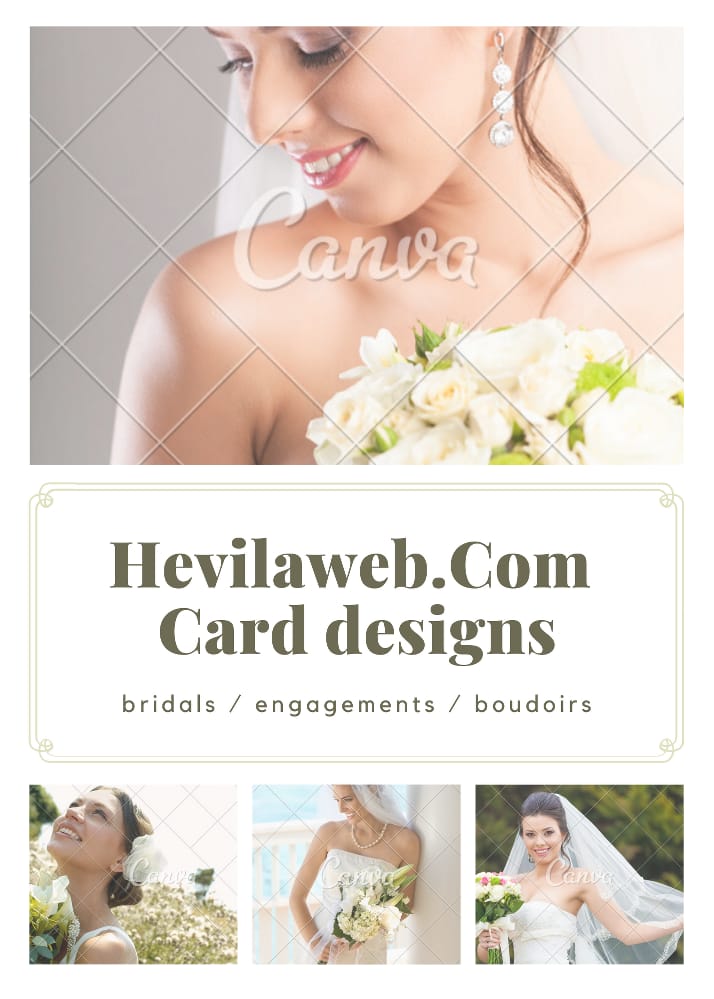 Canva
Hevilaweb.Com
Card designs
bridals / engagements / boudoirs
Canva
Canva
Canva